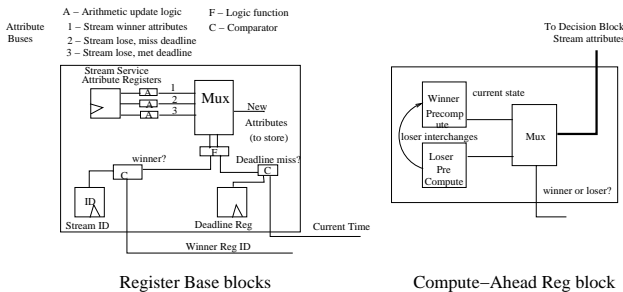 Attribute
Buses
A – Arithmetic update logic
1 – Stream winner attributes
2 – Stream lose, miss deadline
3 – Stream lose, met deadline
F – Logic function
C – Comparator
Stream Service
Attribute Registers
A
1
A
2
A
3
Mux
New
Attributes
(to store)
F
winner?
Deadline miss?
C
C
ID
Stream ID
Deadline Reg
Current Time
Winner Reg ID
Register Base blocks
To Decision Block
Stream attributes
Winner
Precomp
ute
current state
loser interchanges
Loser
Pre
Compute
Mux
winner or loser?
Compute–Ahead Reg block